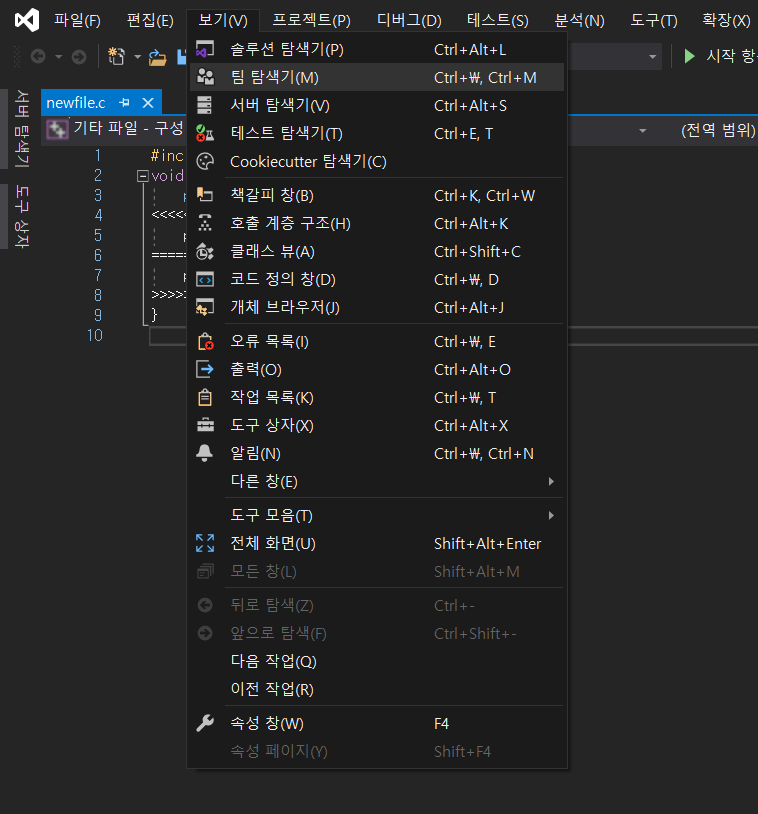 파일(F) 편집(E) 보기(V) 프로젝트(P) 디버그(D) 테스트(S) 분석(N) 도구(T) 확장(X)
시작 항
newfile.c
기타 파일 - 구성
(전역 범위)
서버 탐색기
도구 상자
1 #inc
2 void
3
4 <<<<
5
6 ====
7
8 >>>>
9 }
10
솔루션 탐색기(P) Ctrl+Alt+L
팀 탐색기(M) Ctrl+₩, Ctrl+M
서버 탐색기(V) Ctrl+Alt+S
테스트 탐색기(T) Ctrl+E, T
Cookiecutter 탐색기(C)
책갈피 창(B) Ctrl+K, Ctrl+W
호출 계층 구조(H) Ctrl+Alt+K
클래스 뷰(A) Ctrl+Shift+C
코드 정의 창(D) Ctrl+₩, D
개체 브라우저(J) Ctrl+Alt+J
오류 목록(I) Ctrl+₩, E
출력(O) Ctrl+Alt+O
작업 목록(K) Ctrl+₩, T
도구 상자(X) Ctrl+Alt+X
알림(N) Ctrl+₩, Ctrl+N
다른 창(E)
도구 모음(T)
전체 화면(U) Shift+Alt+Enter
모든 창(L) Shift+Alt+M
뒤로 탐색(Z) Ctrl+-
앞으로 탐색(F) Ctrl+Shift+-
다음 작업(Q)
이전 작업(R)
속성 창(W) F4
속성 페이지(Y) Shift+F4